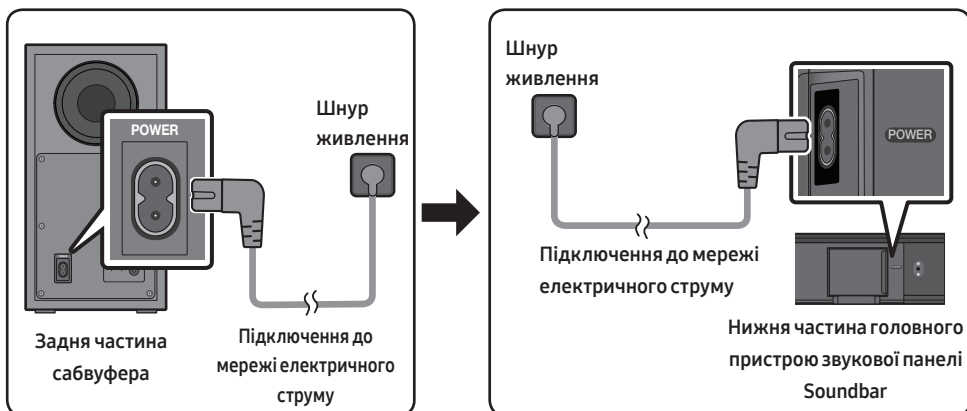 POWER
Шнур
живлення
Задня частина
сабвуфера
Підключення до
мережі електричного
струму
Шнур
живлення
POWER
Підключення до мережі
електричного струму
Нижня частина головного
пристрою звукової панелі
Soundbar